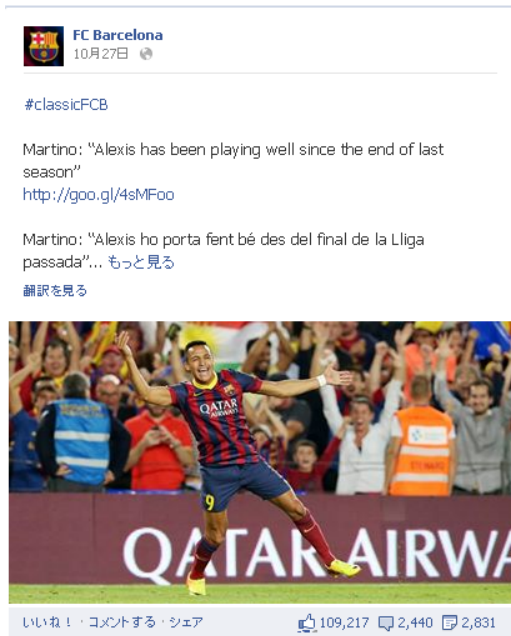 FC Barcelona
10月27日
#classicFCB
Martino: “Alexis has been playing well since the end of last
season”
http://goo.gl/4sMFoo
Martino: “Alexis ho porta fent bé des del final de la Lliga
passada”... もっと見る
翻訳を見る
QATAR
AIRWAYS
9
QATAR AIRWA
いいね！ · コメントする · シェア
109,217 2,440 2,831